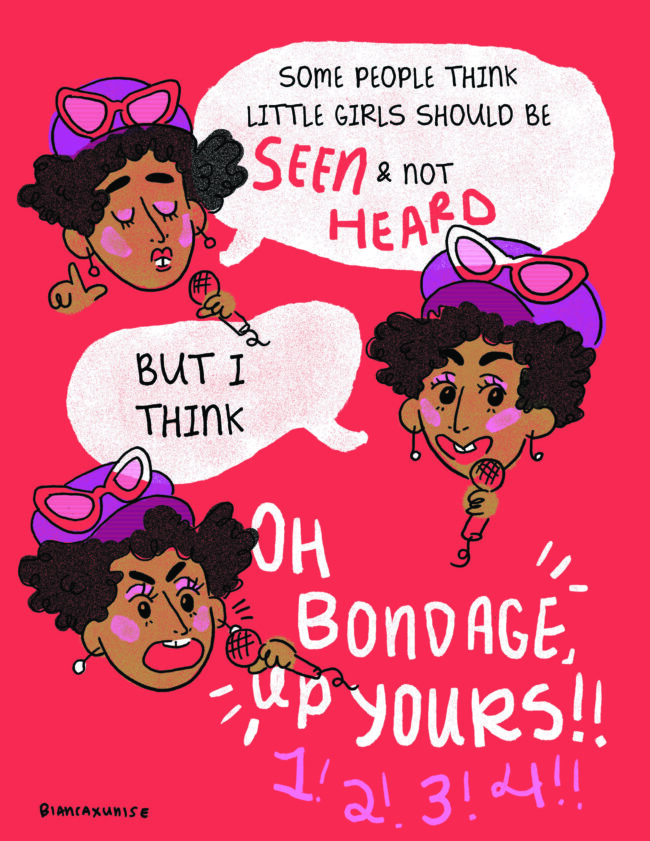 SOME PEOPLE THINK
LITTLE GIRLS SHOULD BE
SEEN & NOT
HEARD
BUT I
THINK
OH
BONDAGE,
UP YOURS!!
1! 2! 3! 4!!
BIANCAXUNISE